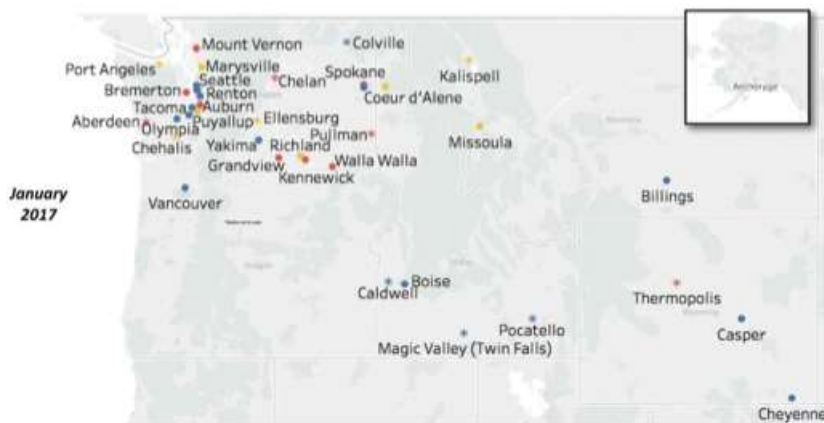 Mount Vernon
Colville
Port Angeles
Marysville
Seattle
Chelan
Spokane
Kalispell
Anchorage
Bremerton
Renton
Coeur d'Alene
Tacoma
Auburn
Aberdeen
Olympia
Puyallup
Ellensburg
Pullman
Chehalis
Yakima
Richland
Missoula
Grandview
Walla Walla
Kennewick
January
2017
Vancouver
Billings
Caldwell
Boise
Thermopolis
Pocatello
Casper
Magic Valley (Twin Falls)
Cheyenne